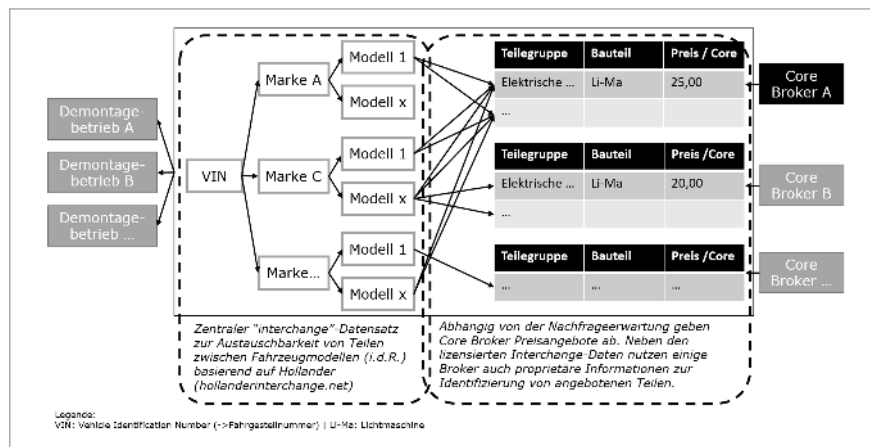 Demontage-
betrieb A
Demontage-
betrieb B
Demontage-
betrieb ...
VIN
Marke A
Marke C
Marke...
Modell 1
Modell x
Modell 1
Modell x
Modell 1
Modell x
Teilegruppe Bauteil Preis / Core
Elektrische ... Li-Ma 25,00
...
Teilegruppe Bauteil Preis /Core
Elektrische ... Li-Ma 20,00
...
Teilegruppe Bauteil Preis /Core
... ... ...
Core
Broker A
Core
Broker B
Core
Broker ...
Zentraler "interchange"-Datensatz
zur Austauschbarkeit von Teilen
zwischen Fahrzeugmodellen (i.d.R.)
basierend auf Hollander
(hollanderinterchange.net)
Abhängig von der Nachfrageerwartung geben
Core Broker Preisangebote ab. Neben den
lizensierten Interchange-Daten nutzen einige
Broker auch proprietäre Informationen zur
Identifizierung von angebotenen Teilen.
Legende:
VIN: Vehicle Identification Number (->Fahrgestellnummer) | Li-Ma: Lichtmaschine